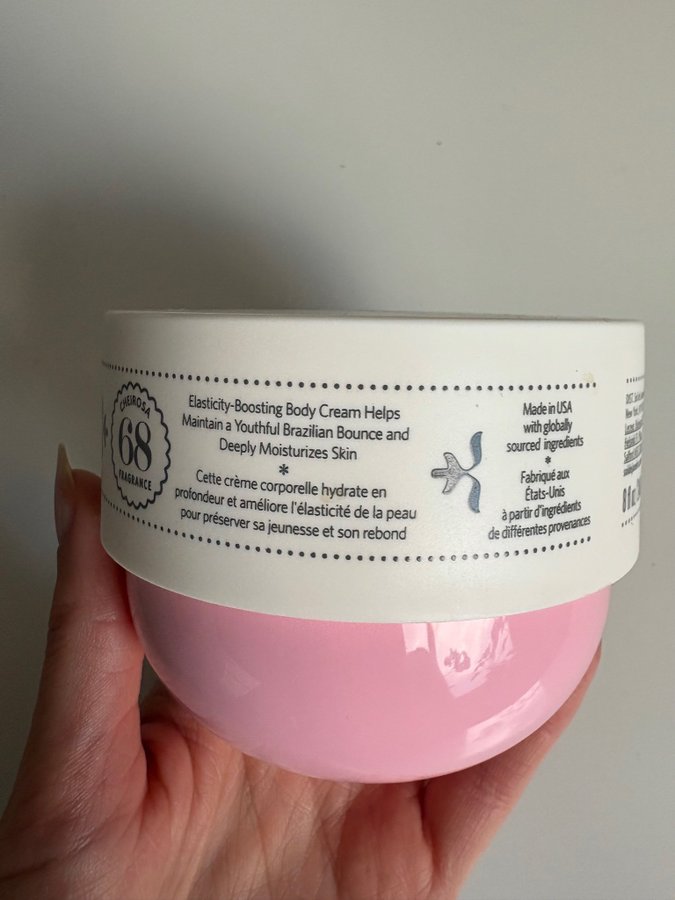 CHEIROSA
68
FRAGRANCE
Elasticity-Boosting Body Cream Helps
Maintain a Youthful Brazilian Bounce and
Deeply Moisturizes Skin
*
Cette crème corporelle hydrate en
profondeur et améliore l'élasticité de la peau
pour préserver sa jeunesse et son rebond
Made in USA
with globally
sourced ingredients
*
Fabriqué aux
États-Unis
à partir d'ingrédients
de différentes provenances